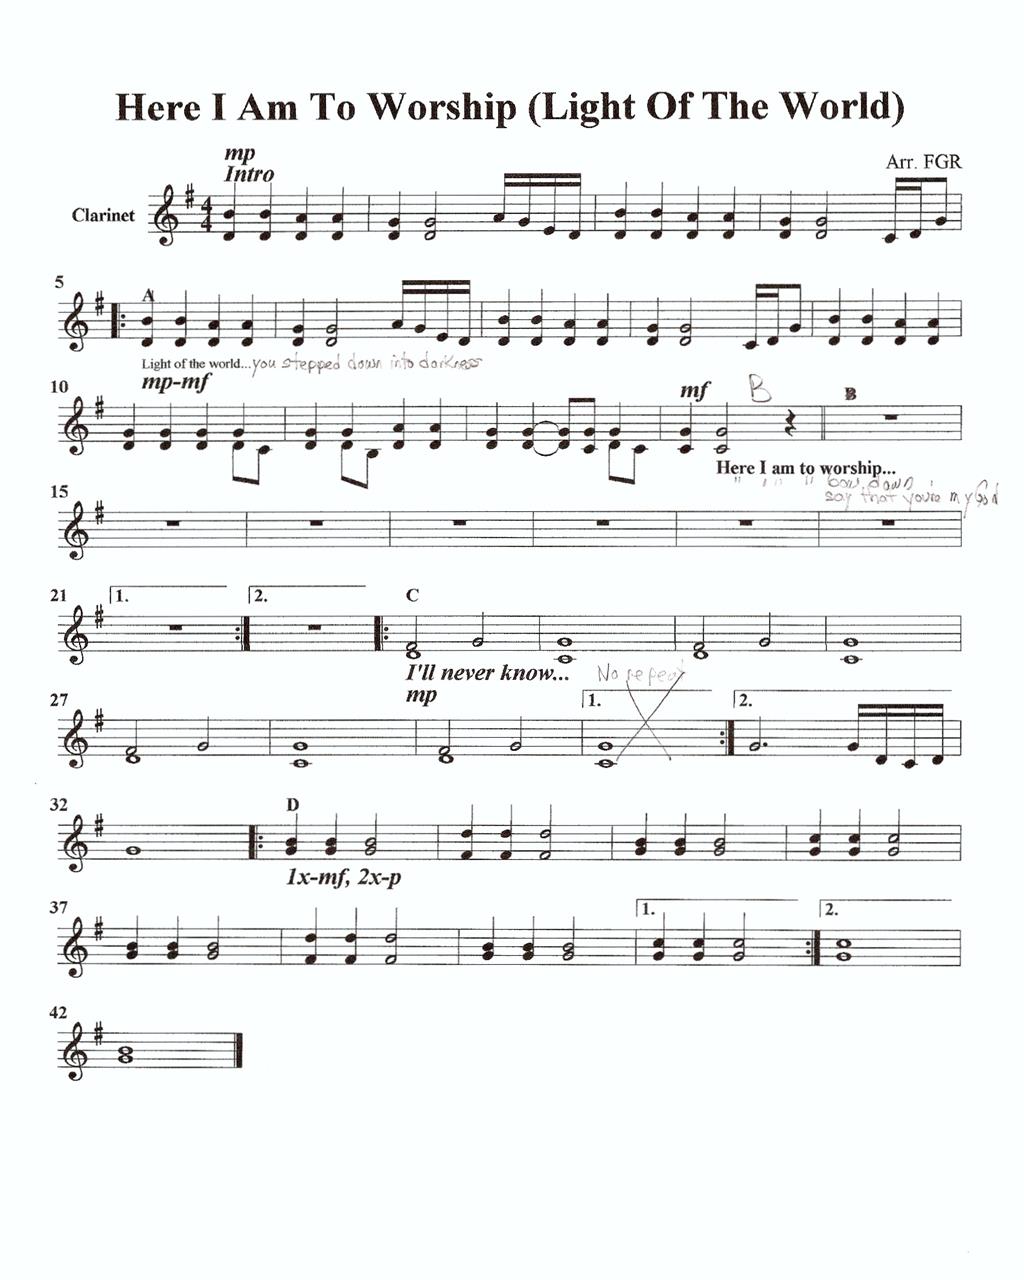 Here I Am To Worship (Light Of The World)
mp
Arr. FGR
Intro
Clarinet
4
4
5
A
Light of the world...you stepped down into darkness
mp-mf
10
mf B B
Here I am to worship...
" " " bow down
say that you're my God
15
21 1. 2. C
I'll never know... No repeat
mp
27 1. 2.
32 D
1x-mf, 2x-p
37 1. 2.
42